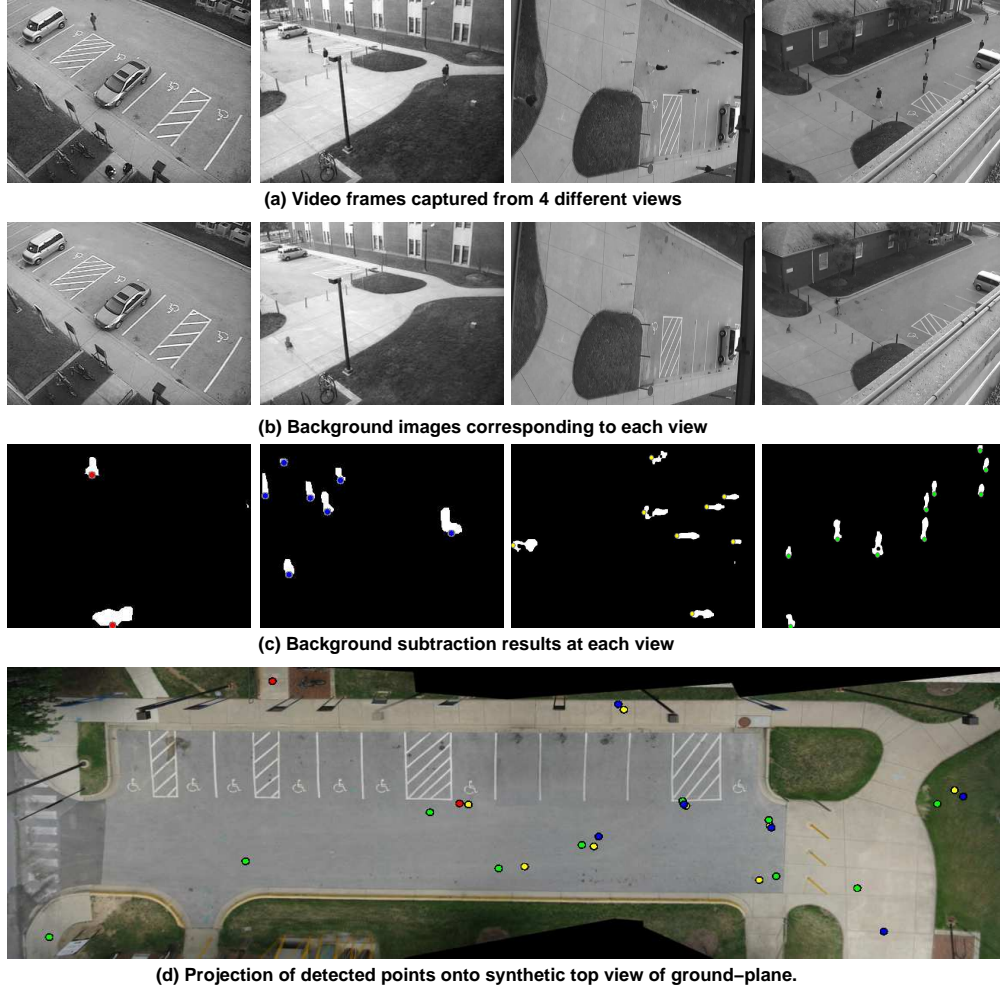 (a) Video frames captured from 4 different views
(b) Background images corresponding to each view
(c) Background subtraction results at each view
(d) Projection of detected points onto synthetic top view of ground−plane.